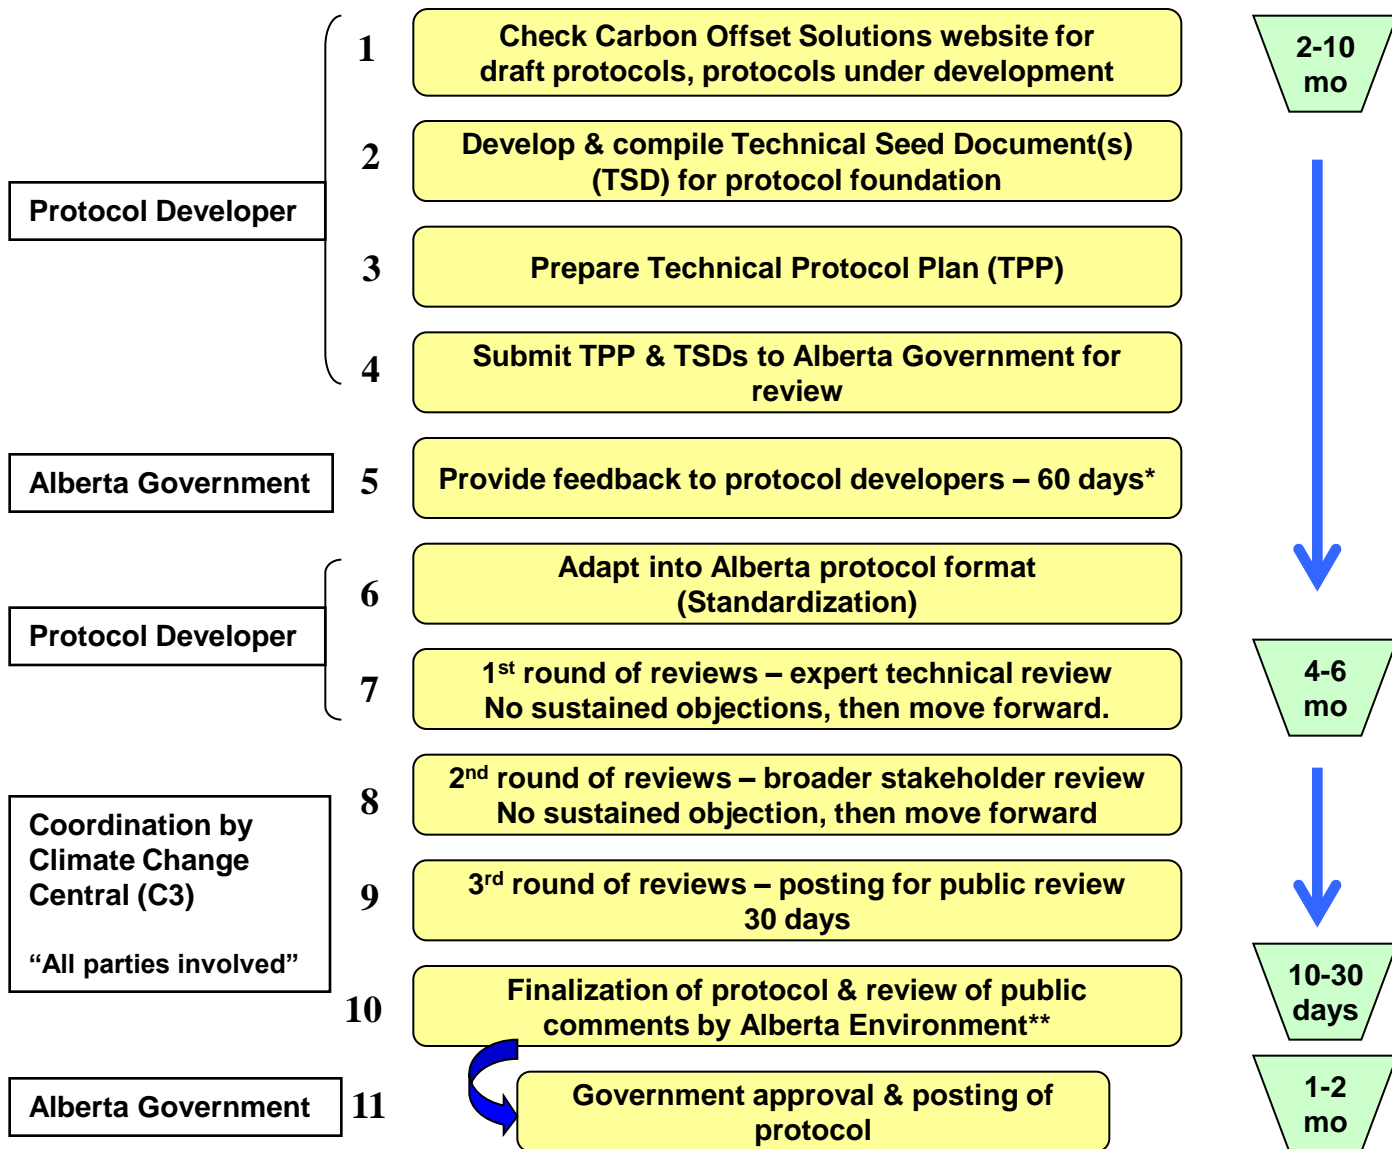 1
Check Carbon Offset Solutions website for
draft protocols, protocols under development
2-10
mo
2
Develop & compile Technical Seed Document(s)
(TSD) for protocol foundation
Protocol Developer
3
Prepare Technical Protocol Plan (TPP)
4
Submit TPP & TSDs to Alberta Government for
review
Alberta Government
5
Provide feedback to protocol developers – 60 days*
6
Adapt into Alberta protocol format
(Standardization)
Protocol Developer
7
1st round of reviews – expert technical review
No sustained objections, then move forward.
4-6
mo
8
2nd round of reviews – broader stakeholder review
No sustained objection, then move forward
Coordination by
Climate Change
Central (C3)
“All parties involved”
9
3rd round of reviews – posting for public review
30 days
10
Finalization of protocol & review of public
comments by Alberta Environment**
10-30
days
Alberta Government
11
Government approval & posting of
protocol
1-2
mo